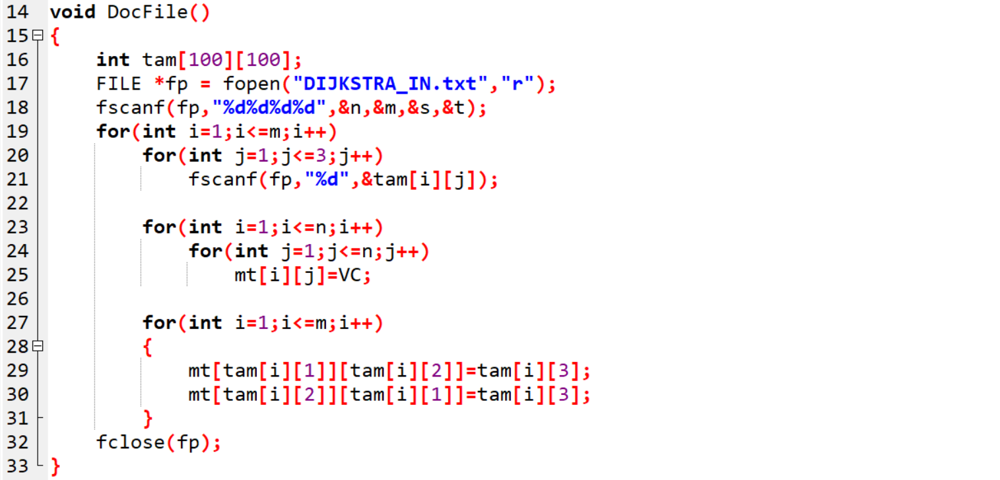 14 void DocFile()
15 {
16     int tam[100][100];
17     FILE *fp = fopen("DIJKSTRA_IN.txt","r");
18     fscanf(fp,"%d%d%d%d",&n,&m,&s,&t);
19     for(int i=1;i<=m;i++)
20         for(int j=1;j<=3;j++)
21             fscanf(fp,"%d",&tam[i][j]);
22
23         for(int i=1;i<=n;i++)
24             for(int j=1;j<=n;j++)
25                 mt[i][j]=VC;
26
27         for(int i=1;i<=m;i++)
28         {
29             mt[tam[i][1]][tam[i][2]]=tam[i][3];
30             mt[tam[i][2]][tam[i][1]]=tam[i][3];
31         }
32     fclose(fp);
33 }